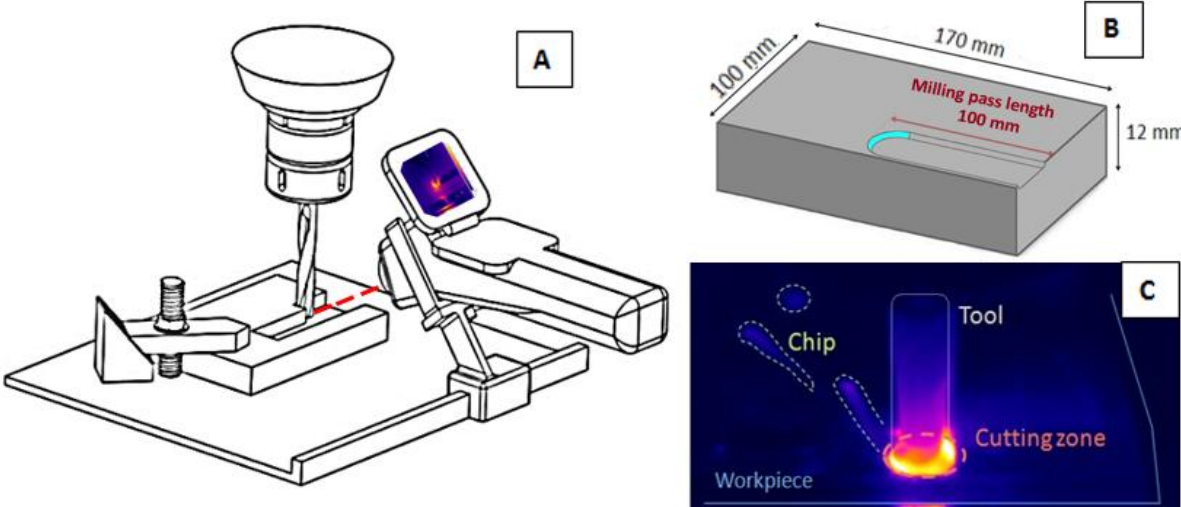 A
B
170 mm
100 mm
Milling pass length
100 mm
12 mm
C
Tool
Chip
Cutting zone
Workpiece